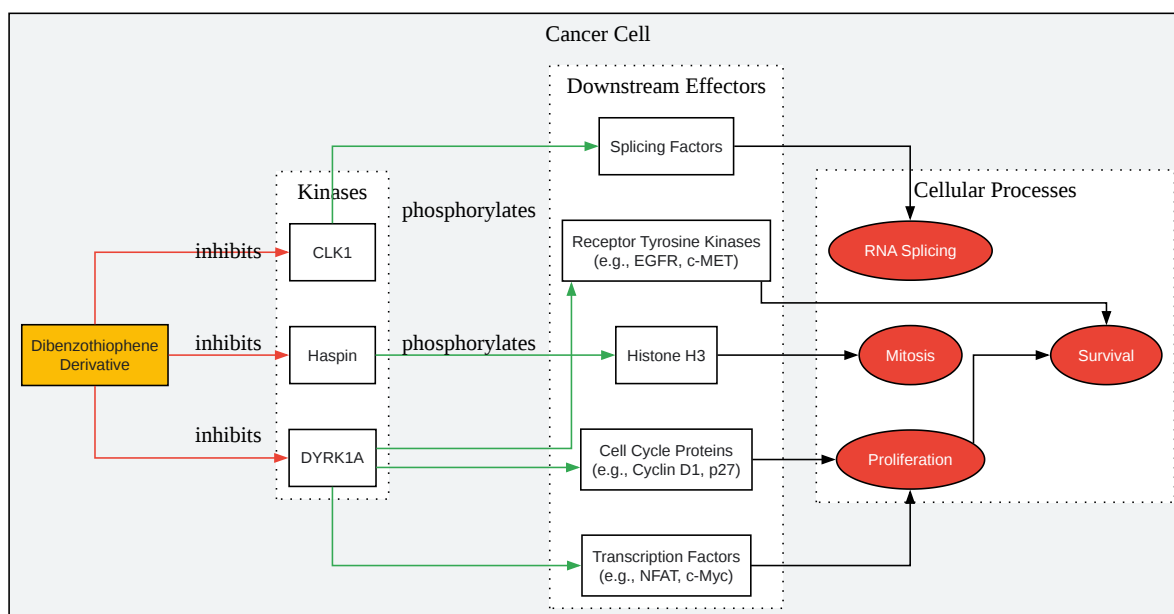 Cancer Cell
Downstream Effectors
Splicing Factors
Kinases
Cellular Processes
phosphorylates
inhibits
CLK1
Receptor Tyrosine Kinases
(e.g., EGFR, c-MET)
RNA Splicing
Dibenzothiophene
Derivative
inhibits
Haspin
phosphorylates
Histone H3
Mitosis
Survival
inhibits
DYRK1A
Cell Cycle Proteins
(e.g., Cyclin D1, p27)
Proliferation
Transcription Factors
(e.g., NFAT, c-Myc)